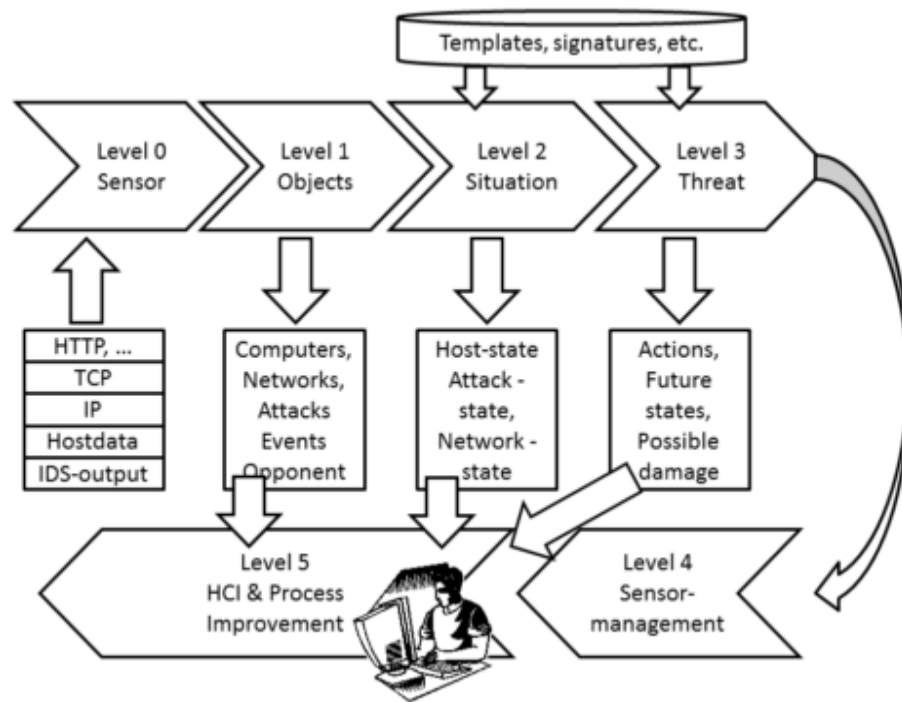 Templates, signatures, etc.
Level 0
Sensor
Level 1
Objects
Level 2
Situation
Level 3
Threat
HTTP, ...
TCP
IP
Hostdata
IDS-output
Computers,
Networks,
Attacks
Events
Opponent
Host-state
Attack -
state,
Network -
state
Actions,
Future
states,
Possible
damage
Level 5
HCI & Process
Improvement
Level 4
Sensor-
management